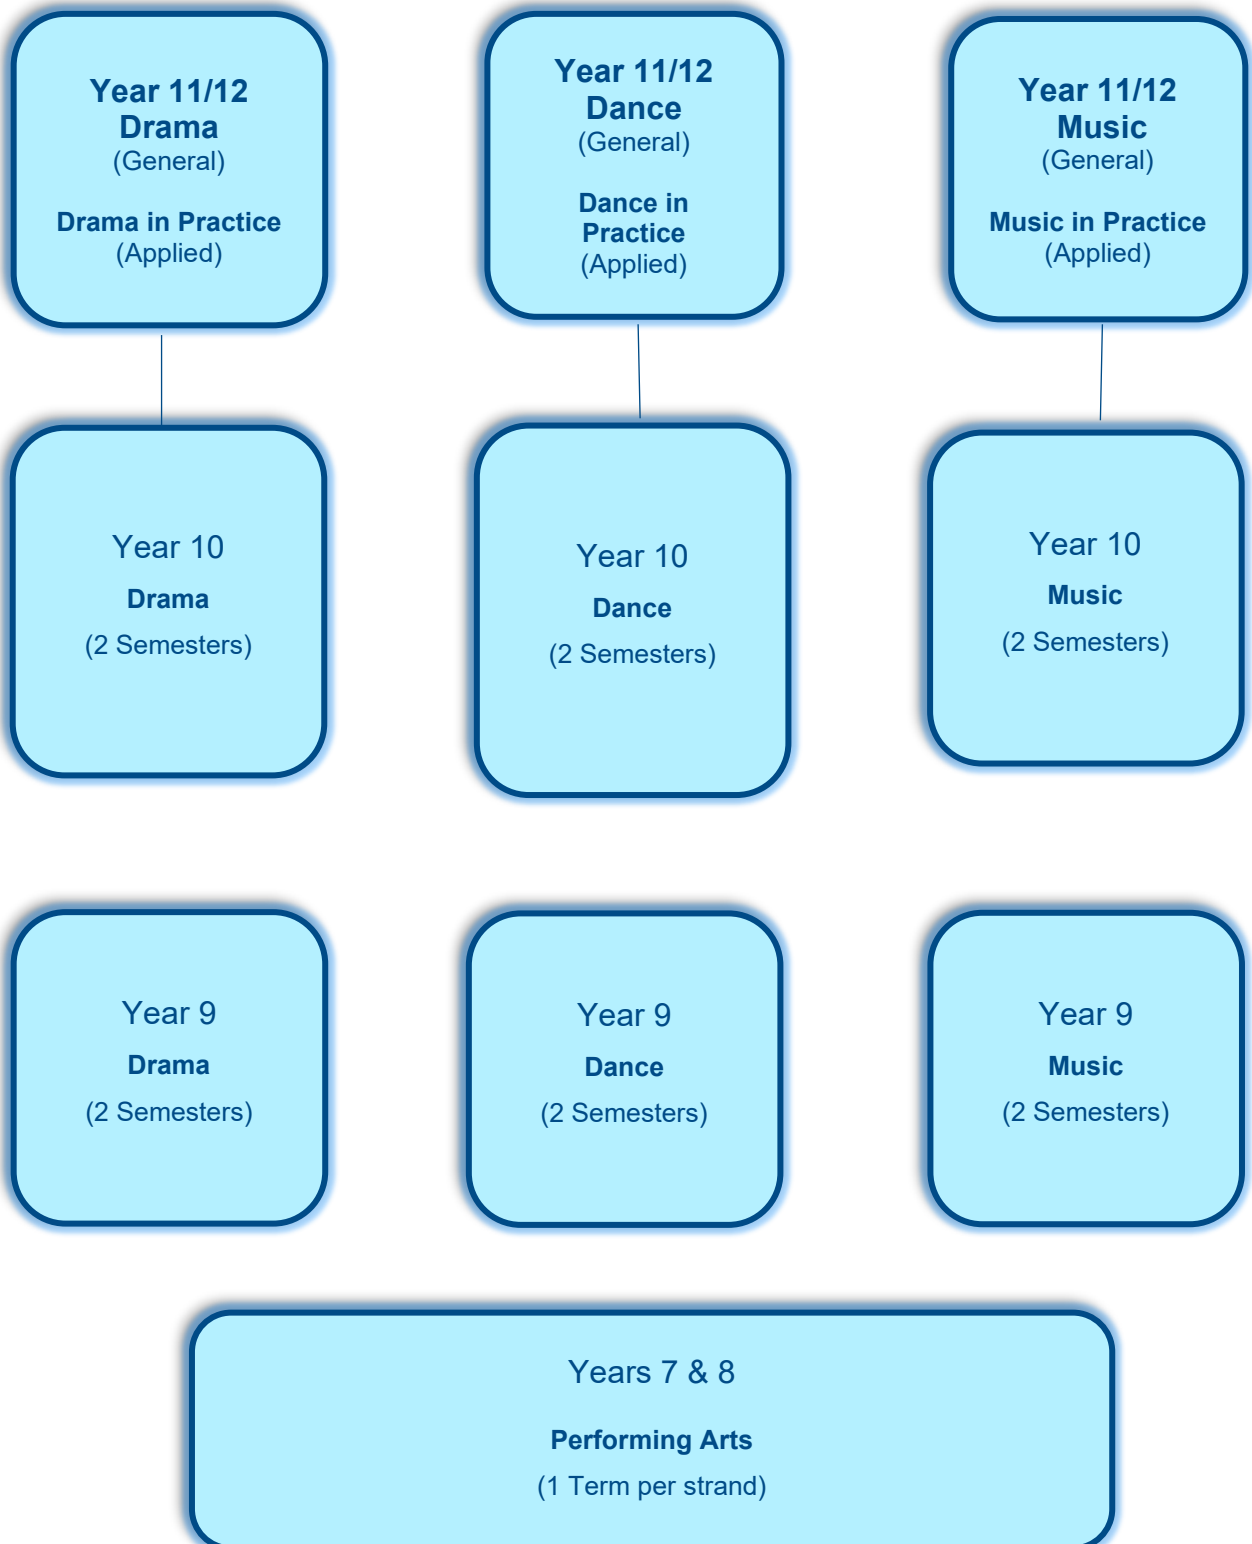 Year 11/12
Drama
(General)
Drama in Practice
(Applied)
Year 11/12
Dance
(General)
Dance in
Practice
(Applied)
Year 11/12
Music
(General)
Music in Practice
(Applied)
Year 10
Drama
(2 Semesters)
Year 10
Dance
(2 Semesters)
Year 10
Music
(2 Semesters)
Year 9
Drama
(2 Semesters)
Year 9
Dance
(2 Semesters)
Year 9
Music
(2 Semesters)
Years 7 & 8
Performing Arts
(1 Term per strand)